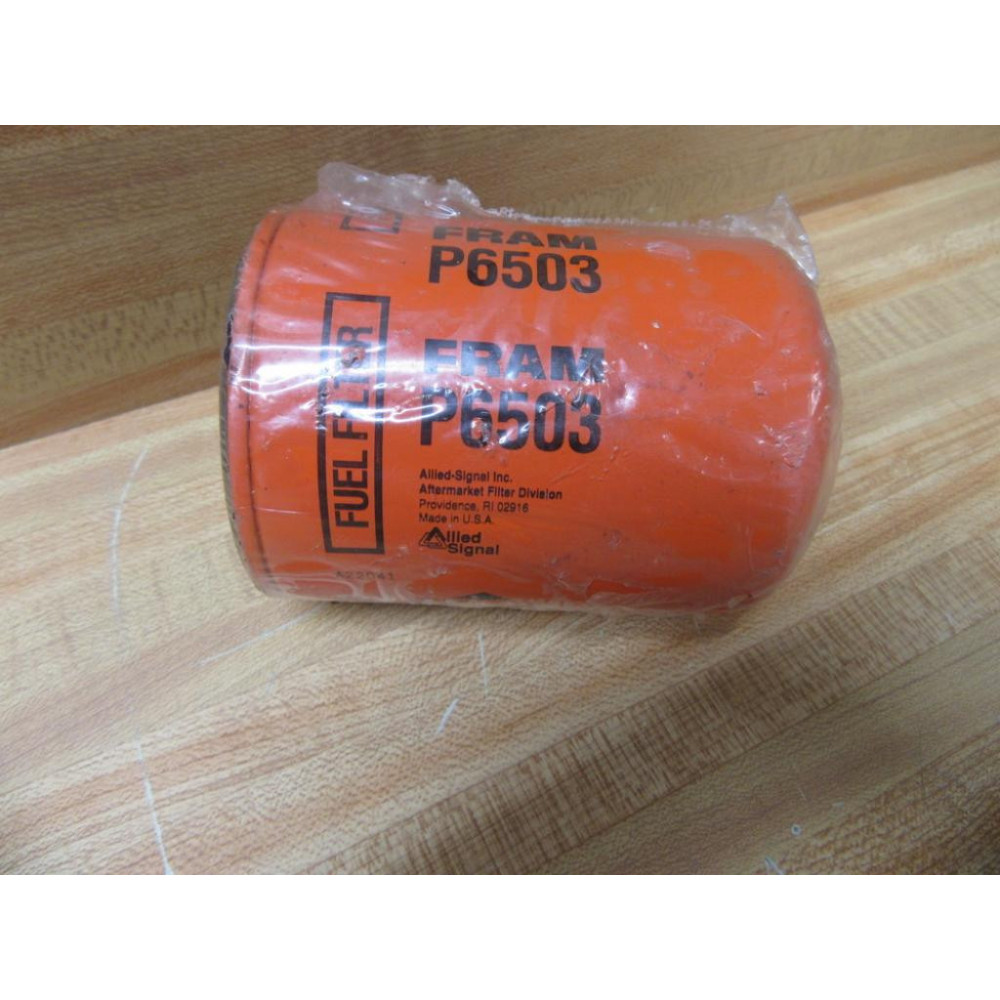 FRAM
P6503
FUEL FILTER
FRAM
P6503
Allied-Signal Inc.
Aftermarket Filter Division
Providence, RI 02916
Made in U.S.A.
Allied
Signal
A22041